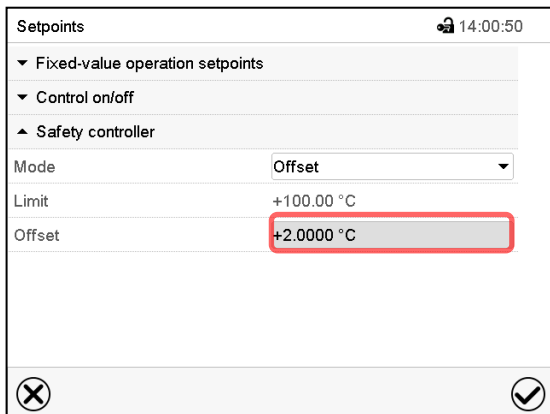 Setpoints 14:00:50
Fixed-value operation setpoints
Control on/off
Safety controller
Mode Offset
Limit +100.00 °C
Offset +2.0000 °C